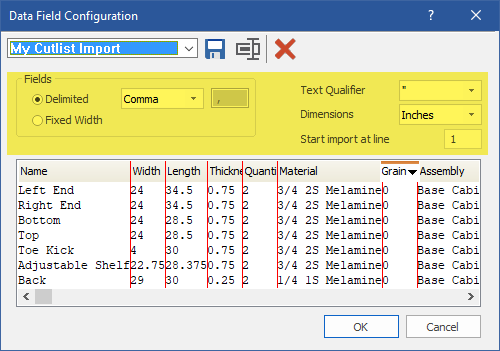 Data Field Configuration ?
My Cutlist Import
Fields
Delimited Comma ,
Fixed Width
Text Qualifier "
Dimensions Inches
Start import at line 1
Name Width Length Thickne Quanti Material Grain Assembly
Left End 24 34.5 0.75 2 3/4 2S Melamine 0 Base Cabi
Right End 24 34.5 0.75 2 3/4 2S Melamine 0 Base Cabi
Bottom 24 28.5 0.75 2 3/4 2S Melamine 0 Base Cabi
Top 24 28.5 0.75 2 3/4 2S Melamine 0 Base Cabi
Toe Kick 4 30 0.75 2 3/4 2S Melamine 0 Base Cabi
Adjustable Shelf 22.75 28.375 0.75 2 3/4 2S Melamine 0 Base Cabi
Back 29 30 0.25 2 1/4 1S Melamine 0 Base Cabi
OK Cancel